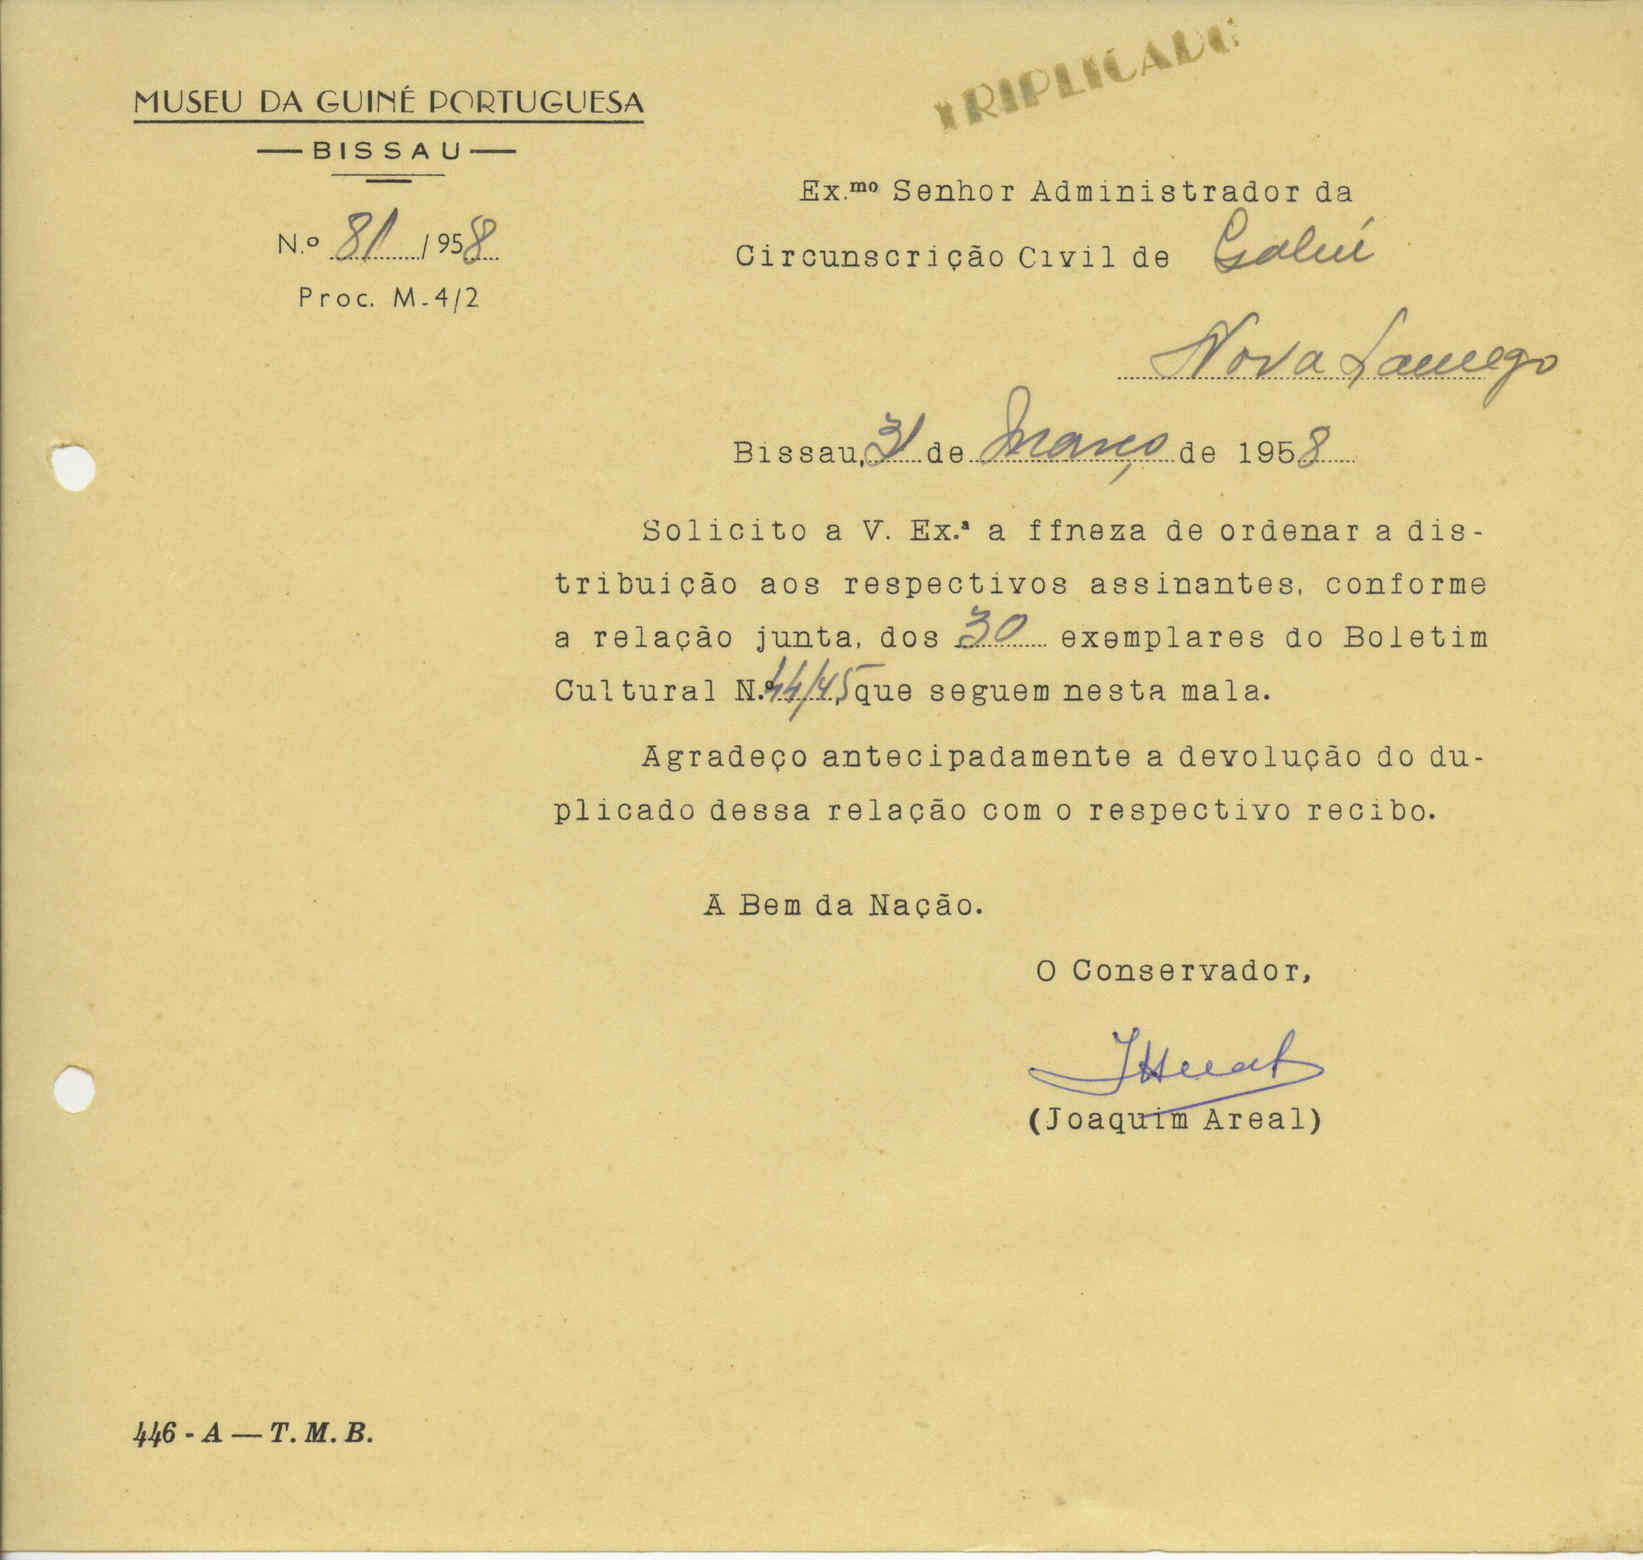 TRIPLICADO
MUSEU DA GUINÉ PORTUGUESA
— BISSAU —
N.º 81 / 958
Proc. M-4/2
Ex.mo Senhor Administrador da
Circunscrição Civil de Gabú
Nova Lamego
Bissau, 31 de Março de 1958
Solicito a V. Ex.ª a ffneza de ordenar a dis-
tribuição aos respectivos assinantes, conforme
a relação junta, dos 30 exemplares do Boletim
Cultural N.º 44/45, que seguem nesta mala.
Agradeço antecipadamente a devolução do du-
plicado dessa relação com o respectivo recibo.
A Bem da Nação.
O Conservador,
(Joaquim Areal)
446 - A — T. M. B.